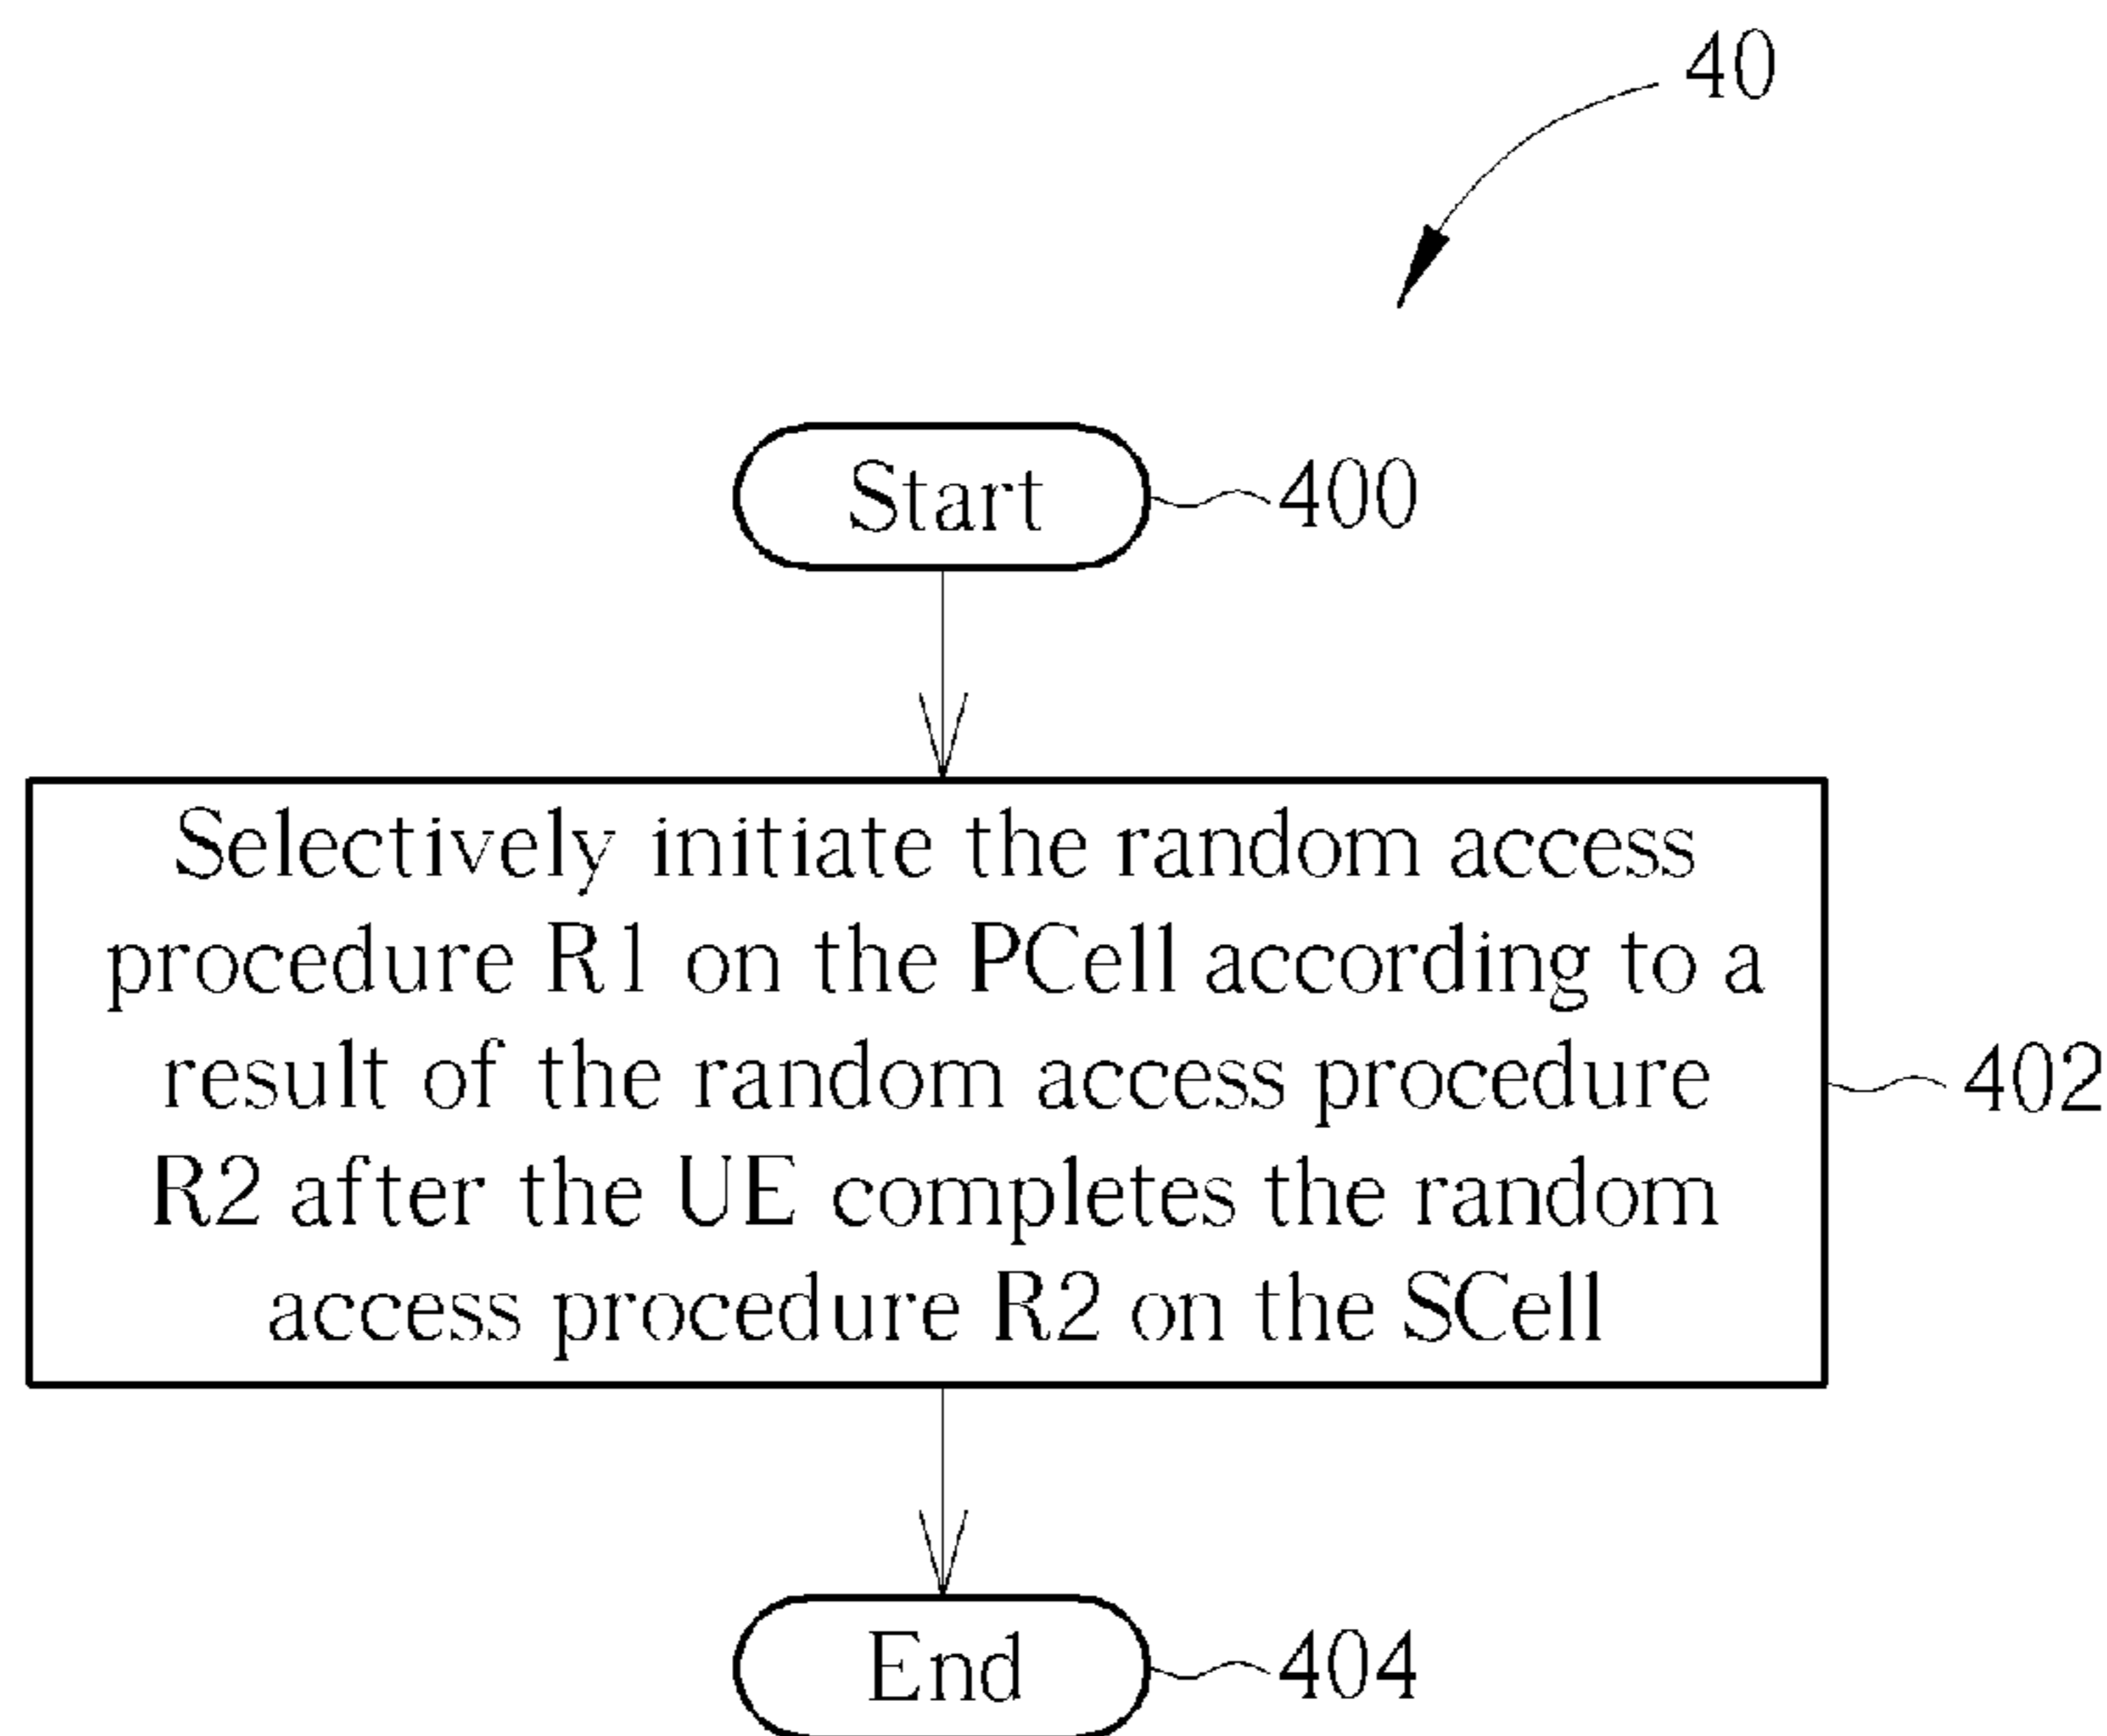 40
Start
400
Selectively initiate the random access
procedure R1 on the PCell according to a
result of the random access procedure
R2 after the UE completes the random
access procedure R2 on the SCell
402
End
404